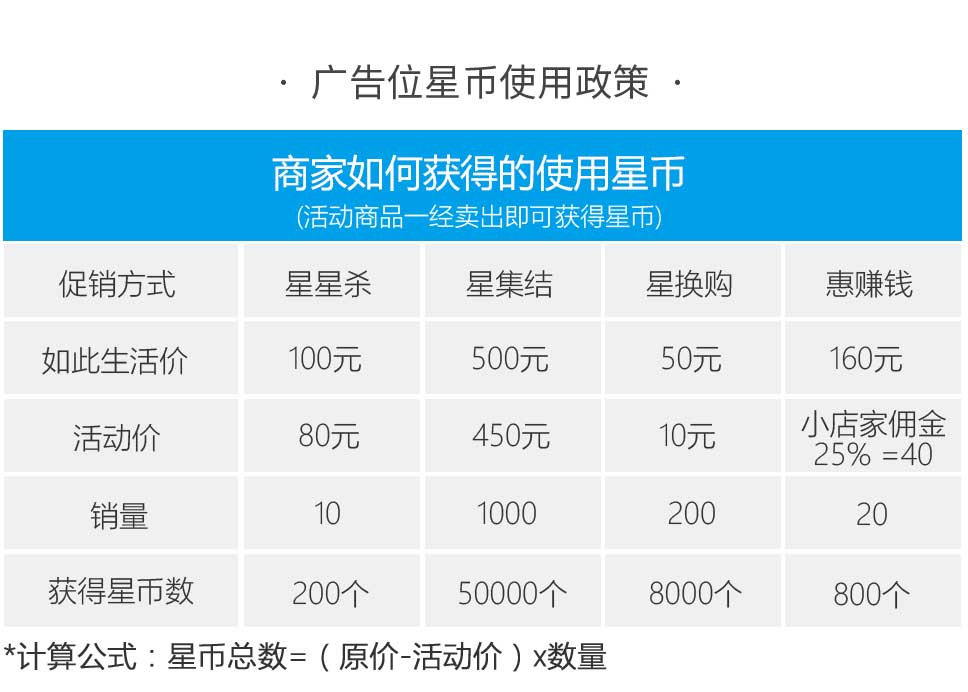 · 广告位星币使用政策 ·
商家如何获得的使用星币
(活动商品一经卖出即可获得星币)
促销方式 星星杀 星集结 星换购 惠赚钱
如此生活价 100元 500元 50元 160元
活动价 80元 450元 10元 小店家佣金
25% =40
销量 10 1000 200 20
获得星币数 200个 50000个 8000个 800个
*计算公式：星币总数=（原价-活动价）x数量